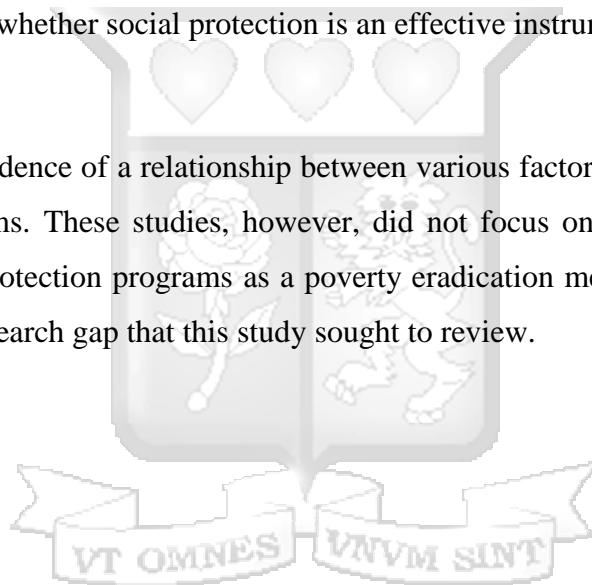 whether social protection is an effective instru
dence of a relationship between various factor
ns. These studies, however, did not focus on
otection programs as a poverty eradication me
earch gap that this study sought to review.
VT OMNES VNVM SINT